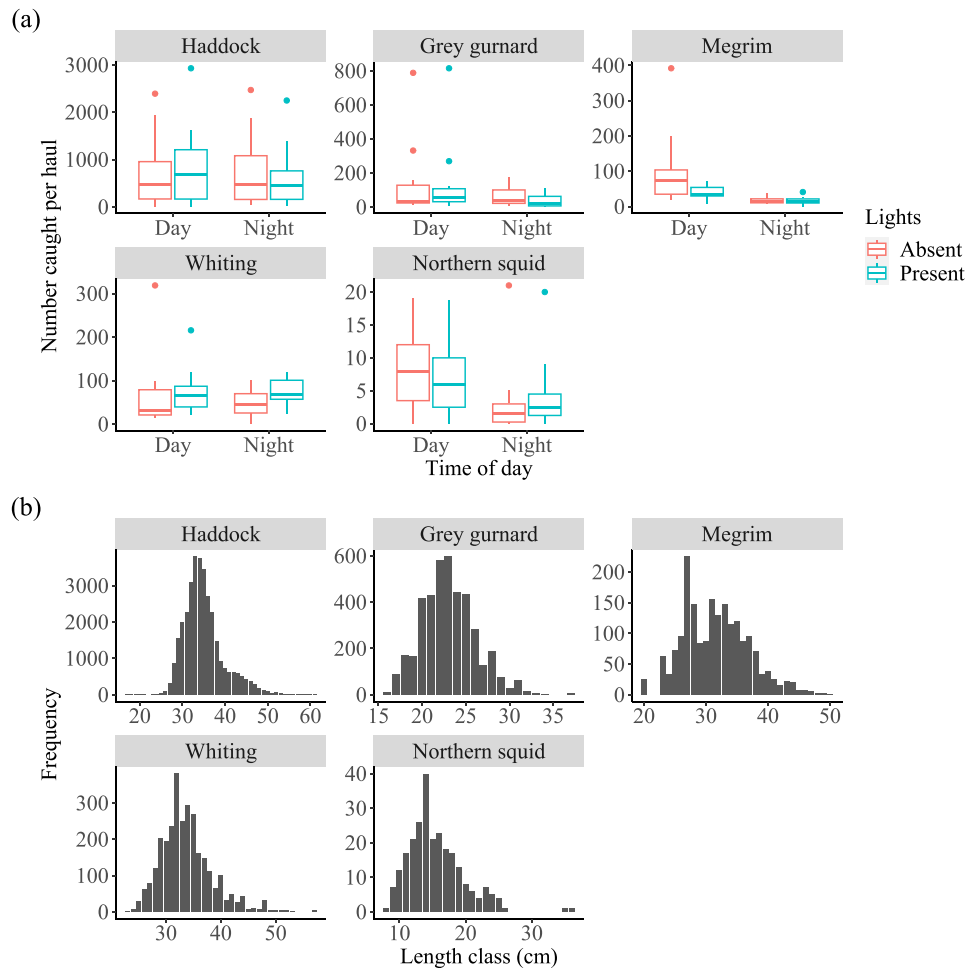 (a)
Haddock Grey gurnard Megrim
Number caught per haul
3000
2000
1000
0
Day Night
800
600
400
200
0
Day Night
400
300
200
100
0
Day Night
Lights
Absent
Present
Whiting Northern squid
300
200
100
0
Day Night
20
15
10
5
0
Day Night
Time of day
(b)
Haddock Grey gurnard Megrim
Frequency
3000
2000
1000
0
20 30 40 50 60
600
400
200
0
15 20 25 30 35
200
150
100
50
0
20 30 40 50
Whiting Northern squid
300
200
100
0
30 40 50
40
30
20
10
0
10 20 30
Length class (cm)